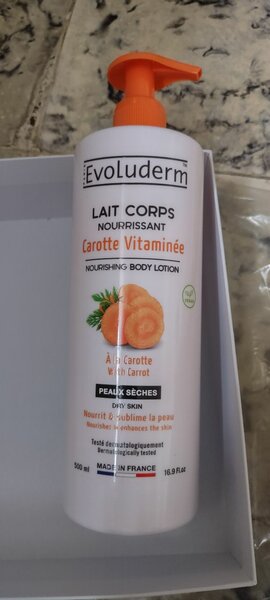 EVOLUDERM™
LAIT CORPS
NOURRISSANT
Carotte Vitaminée
NOURISHING BODY LOTION
À la Carotte
With Carrot
PEAUX SÈCHES
DRY SKIN
Nourrit & sublime la peau
Nourishes & enhances the skin
Testé dermatologiquement
Dermatologically tested
500 ml MADE IN FRANCE 16.9 fl.oz